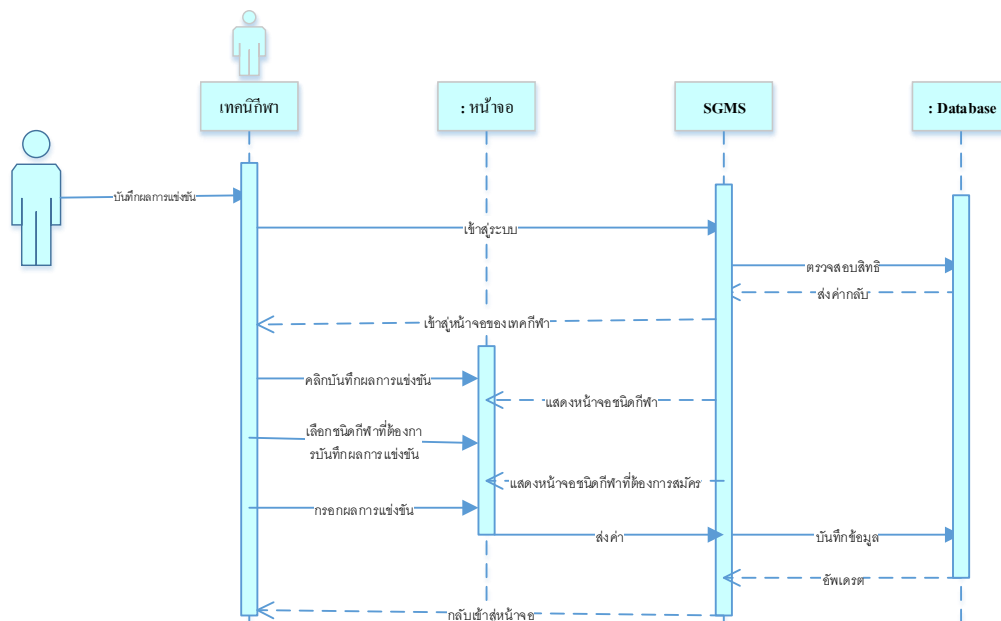 เทคนิกีฬา
: หน้าจอ
SGMS
: Database
บันทึกผลการแข่งขัน
เข้าสู่ระบบ
ตรวจสอบสิทธิ
ส่งค่ากลับ
เข้าสู่หน้าจอของเทคกีฬา
คลิกบันทึกผลการแข่งขัน
แสดงหน้าจอชนิดกีฬา
เลือกชนิดกีฬาที่ต้องกา
รบันทึกผลการแข่งขัน
แสดงหน้าจอชนิดกีฬาที่ต้องการสมัคร
กรอกผลการแข่งขัน
ส่งค่า
บันทึกข้อมูล
อัพเดรต
กลับเข้าสู่หน้าจอ